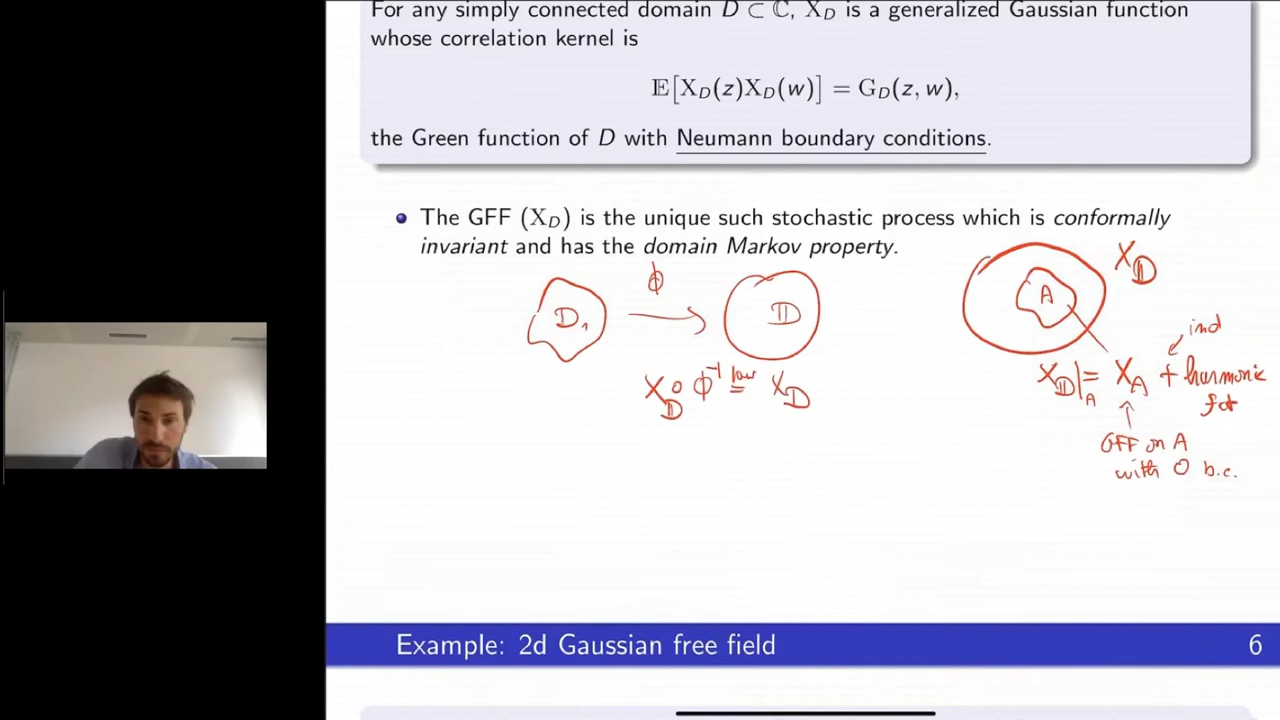 For any simply connected domain D ⊂ ℂ, X_D is a generalized Gaussian function
whose correlation kernel is
𝔼[X_D(z)X_D(w)] = G_D(z, w),
the Green function of D with Neumann boundary conditions.
The GFF (X_D) is the unique such stochastic process which is conformally
invariant and has the domain Markov property.
D₁
ϕ
𝔻
X_𝔻 ∘ ϕ⁻¹ law = X_𝔻
A
X_𝔻
ind
X_𝔻|_A = X_A + harmonic
fct
GFF on A
with 0 b.c.
Example: 2d Gaussian free field
6